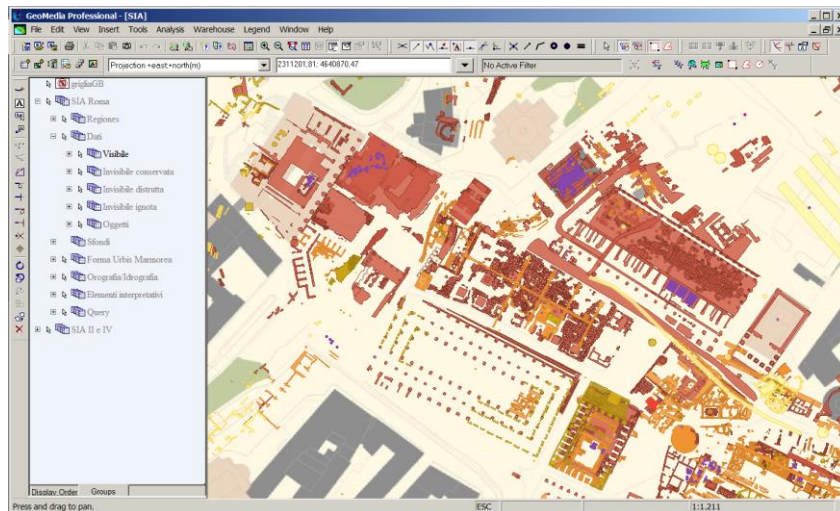 GeoMedia Professional - [SIA]
File Edit View Insert Tools Analysis Warehouse Legend Window Help
Projection +east,+north(m) 2311201.81; 4640870.47 No Active Filter
grigliaGB
SIA Roma
Regiones
Dati
Visibile
Invisibile conservata
Invisibile distrutta
Invisibile ignota
Oggetti
Sfondi
Forma Urbis Marmorea
Orografia/Idrografia
Elementi interpretativi
Query
SIA II e IV
Display Order Groups
Press and drag to pan. ESC 1:1.211